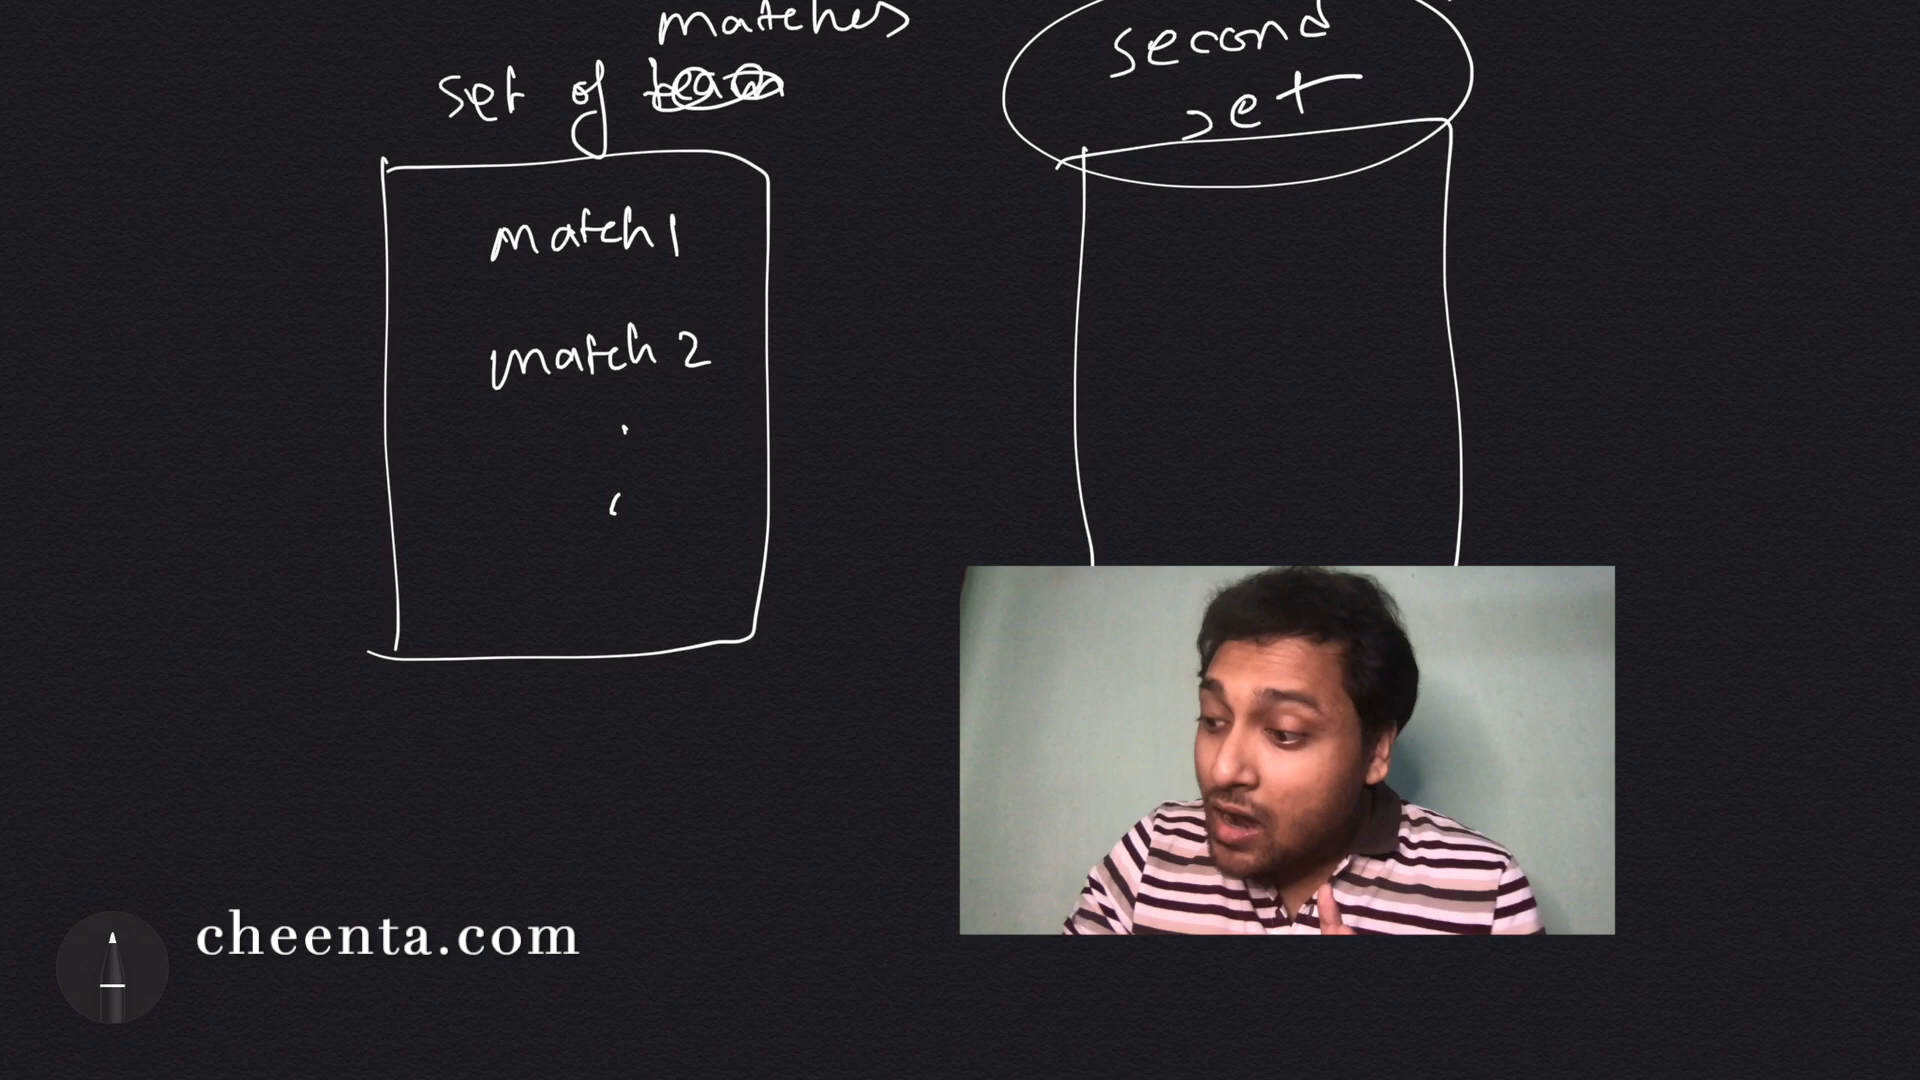 matches
set of
match 1
match 2
second
set
cheenta.com